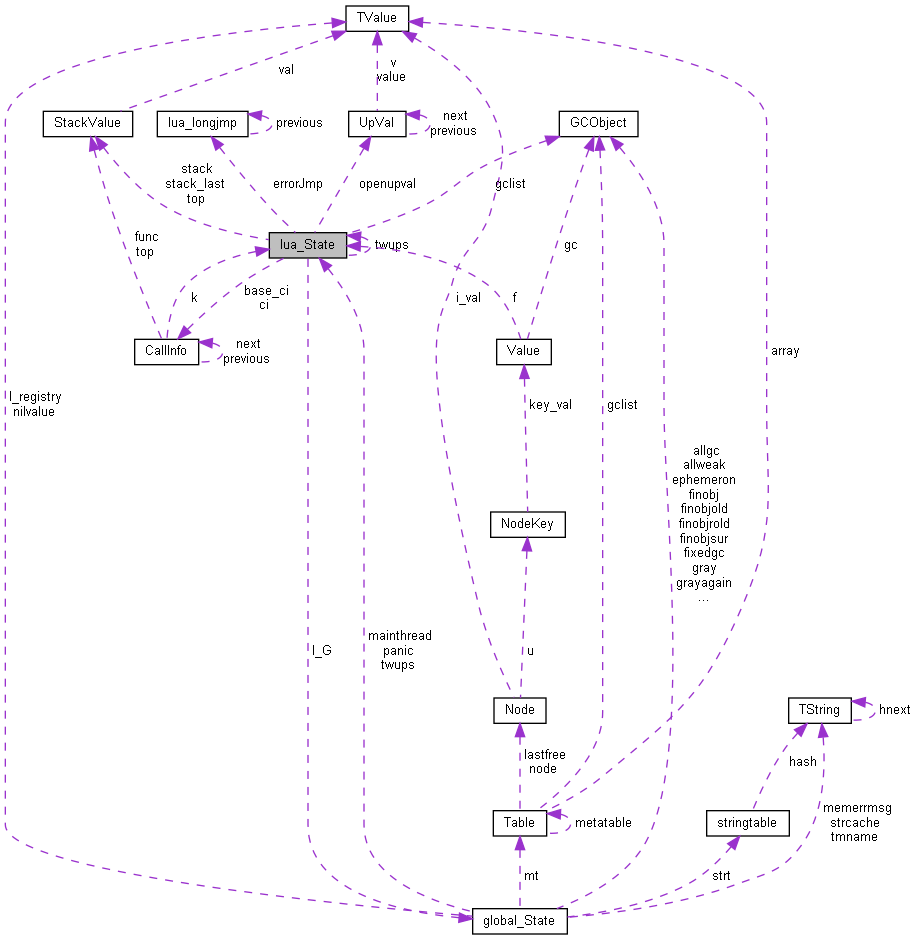 TValue
val
v
value
StackValue
lua_longjmp
previous
UpVal
next
previous
GCObject
stack
stack_last
top
errorJmp
openupval
gclist
func
top
lua_State
twups
k
base_ci
ci
i_val
f
gc
CallInfo
next
previous
Value
array
l_registry
nilvalue
key_val
gclist
allgc
allweak
ephemeron
finobj
finobjold
finobjrold
finobjsur
fixedgc
gray
grayagain
...
NodeKey
l_G
mainthread
panic
twups
u
Node
TString
hnext
lastfree
node
hash
Table
metatable
stringtable
memerrmsg
strcache
tmname
mt
strt
global_State